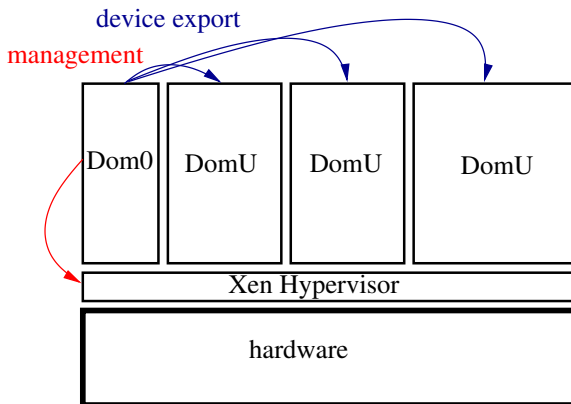 device export
management
Dom0 DomU DomU DomU
Xen Hypervisor
hardware